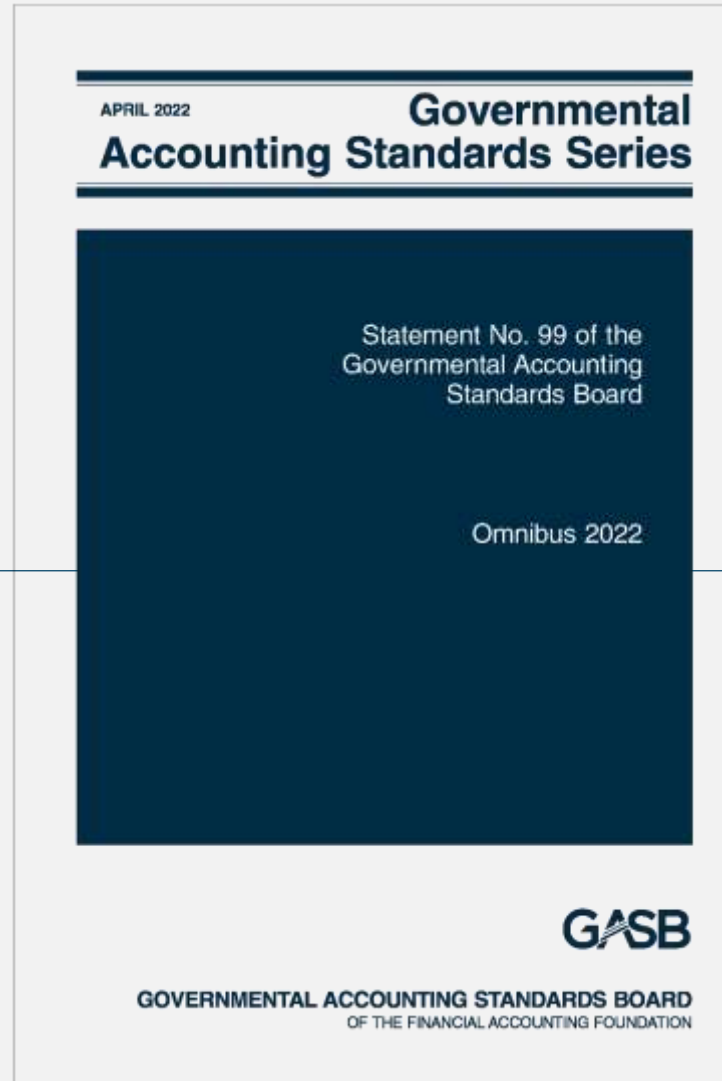 APRIL 2022
Governmental
Accounting Standards Series
Statement No. 99 of the
Governmental Accounting
Standards Board
Omnibus 2022
GASB
GOVERNMENTAL ACCOUNTING STANDARDS BOARD
OF THE FINANCIAL ACCOUNTING FOUNDATION